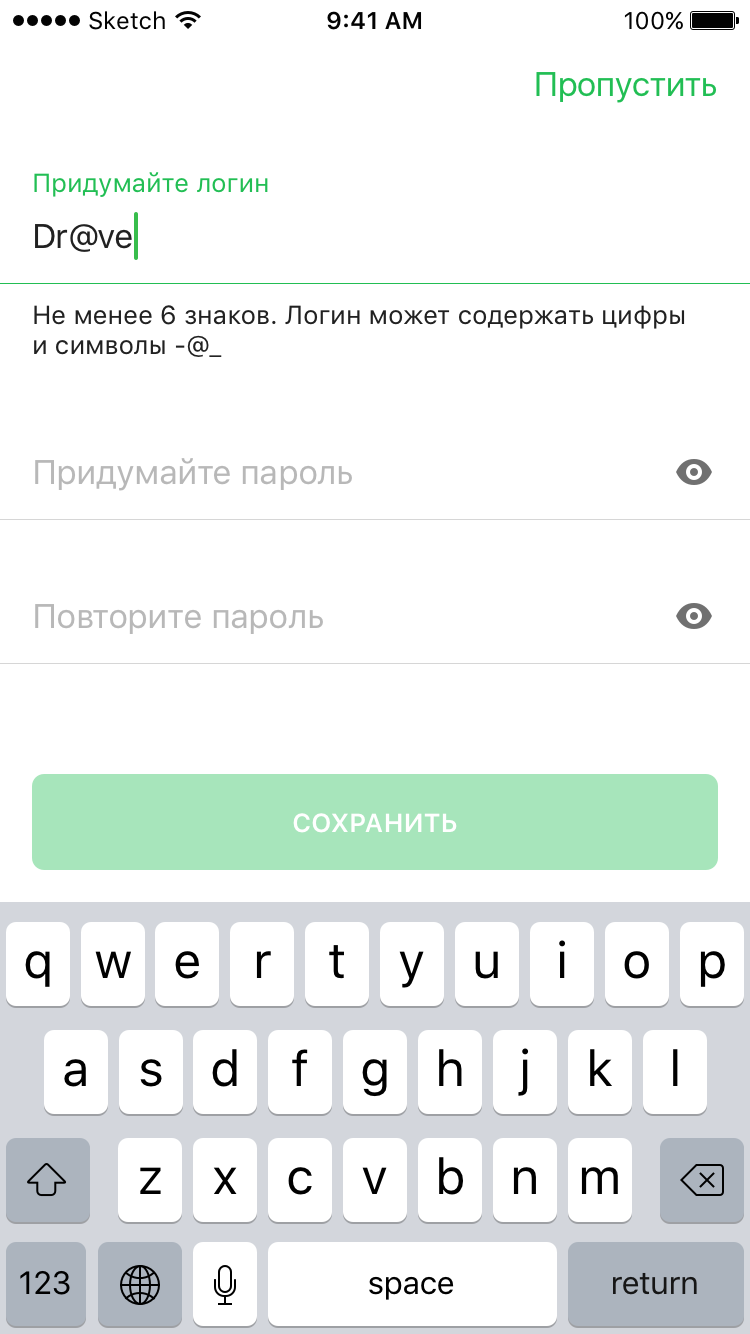 Sketch 9:41 AM 100%
Пропустить
Придумайте логин
Dr@ve
Не менее 6 знаков. Логин может содержать цифры
и символы -@_
Придумайте пароль
Повторите пароль
СОХРАНИТЬ
q w e r t y u i o p
a s d f g h j k l
z x c v b n m
123 space return